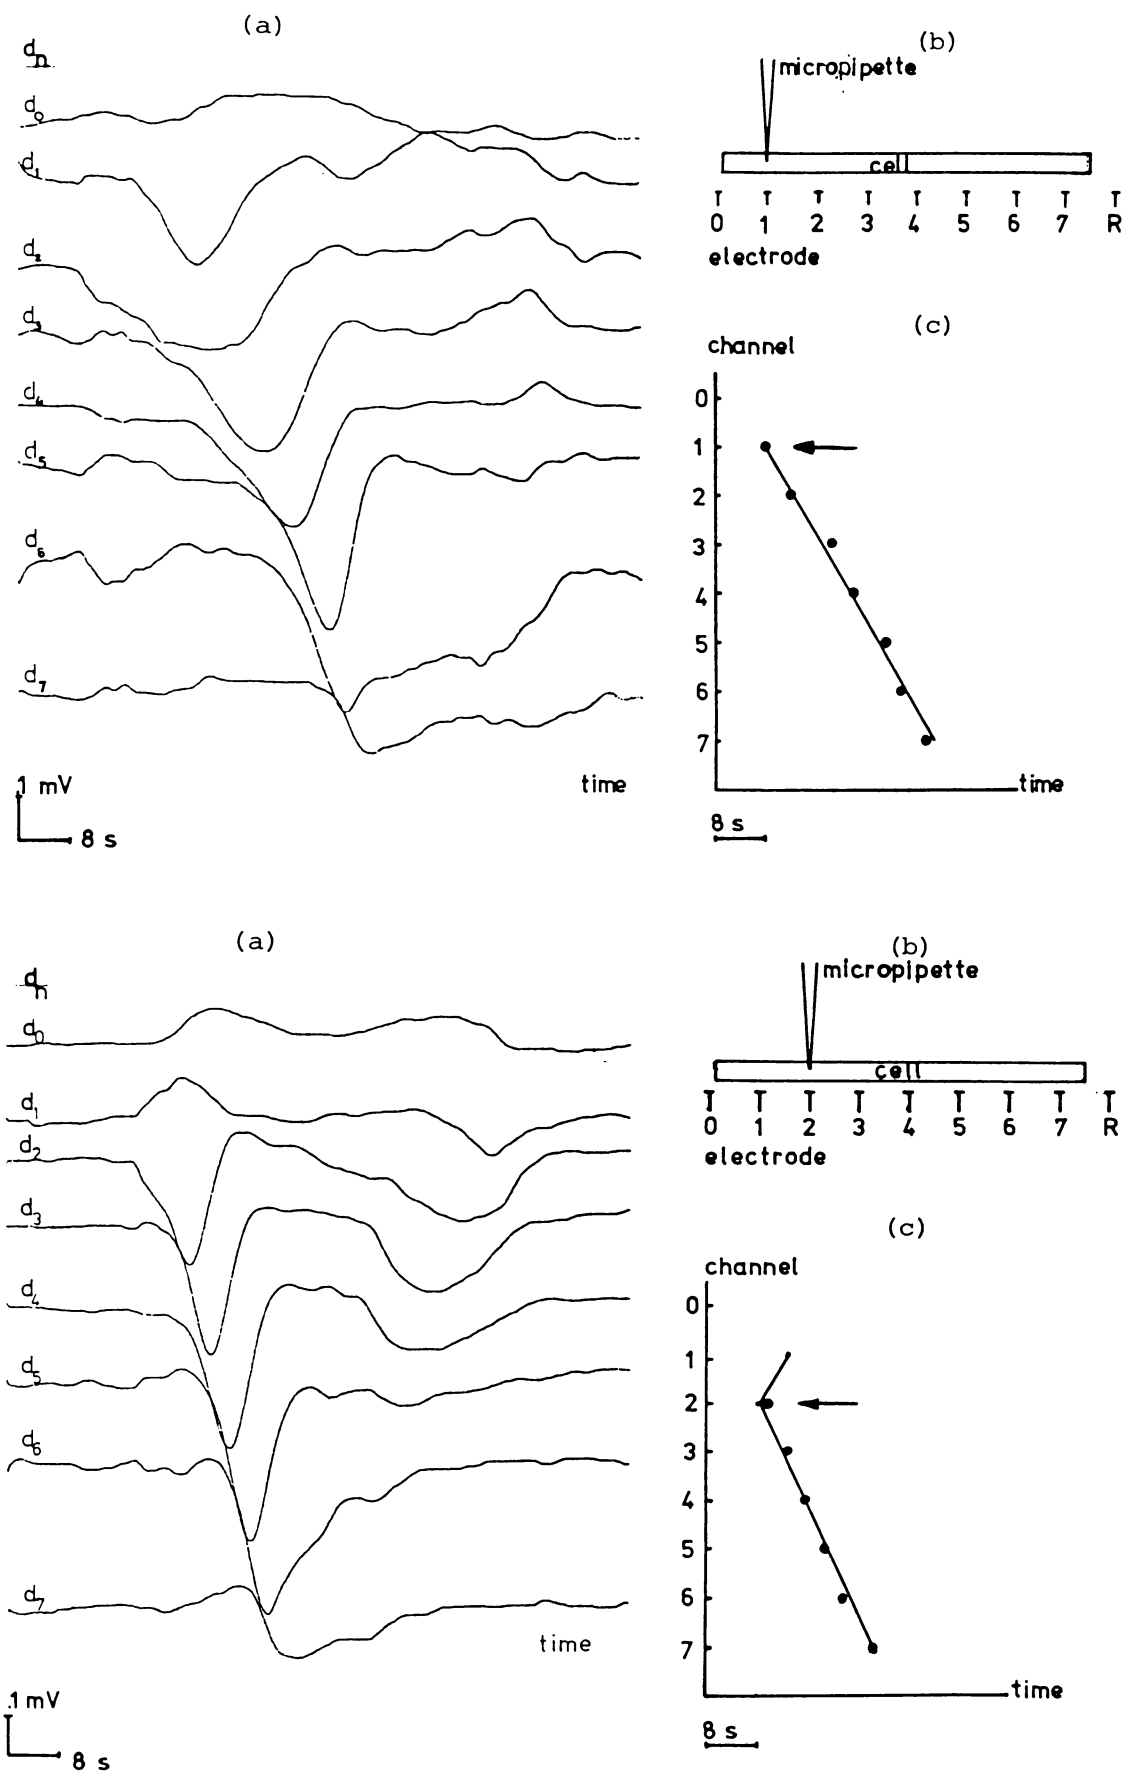 (a)
dn
d0
d1
d2
d3
d4
d5
d6
d7
.1 mV
8 s
time
(b)
micropipette
cell
0 1 2 3 4 5 6 7 R
electrode
(c)
channel
0
1
2
3
4
5
6
7
time
8 s
(a)
dn
d0
d1
d2
d3
d4
d5
d6
d7
time
.1 mV
8 s
(b)
micropipette
cell
0 1 2 3 4 5 6 7 R
electrode
(c)
channel
0
1
2
3
4
5
6
7
time
8 s